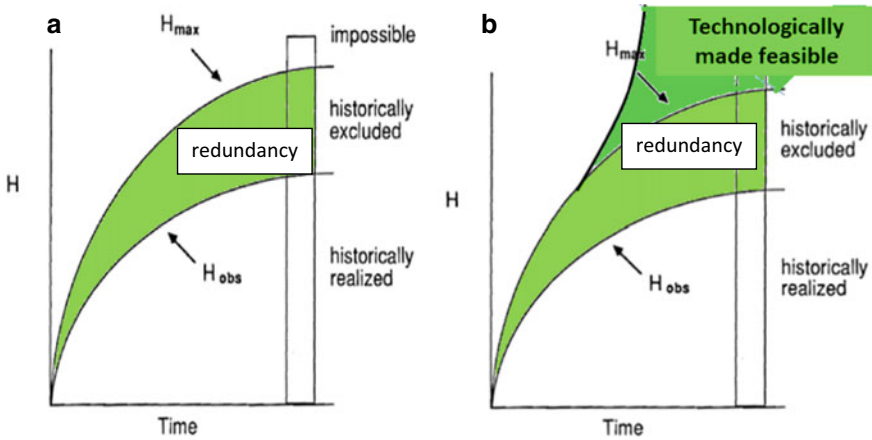 a
H max
impossible
historically
excluded
redundancy
H
historically
realized
H obs
Time
b
Technologically
made feasible
H max
historically
excluded
redundancy
H
historically
realized
H obs
Time